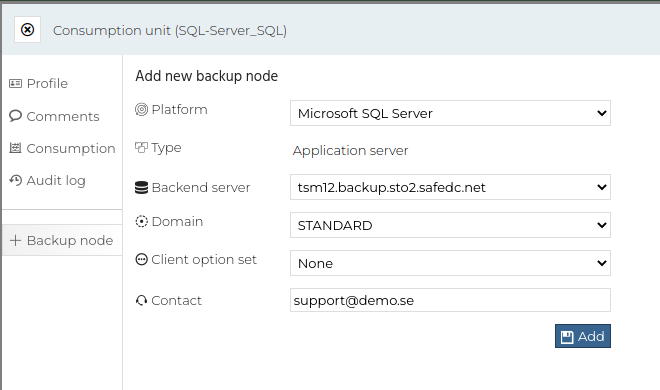 Consumption unit (SQL-Server_SQL)
Profile
Comments
Consumption
Audit log
Backup node
Add new backup node
Platform
Microsoft SQL Server
Type
Application server
Backend server
tsm12.backup.sto2.safedc.net
Domain
STANDARD
Client option set
None
Contact
support@demo.se
Add